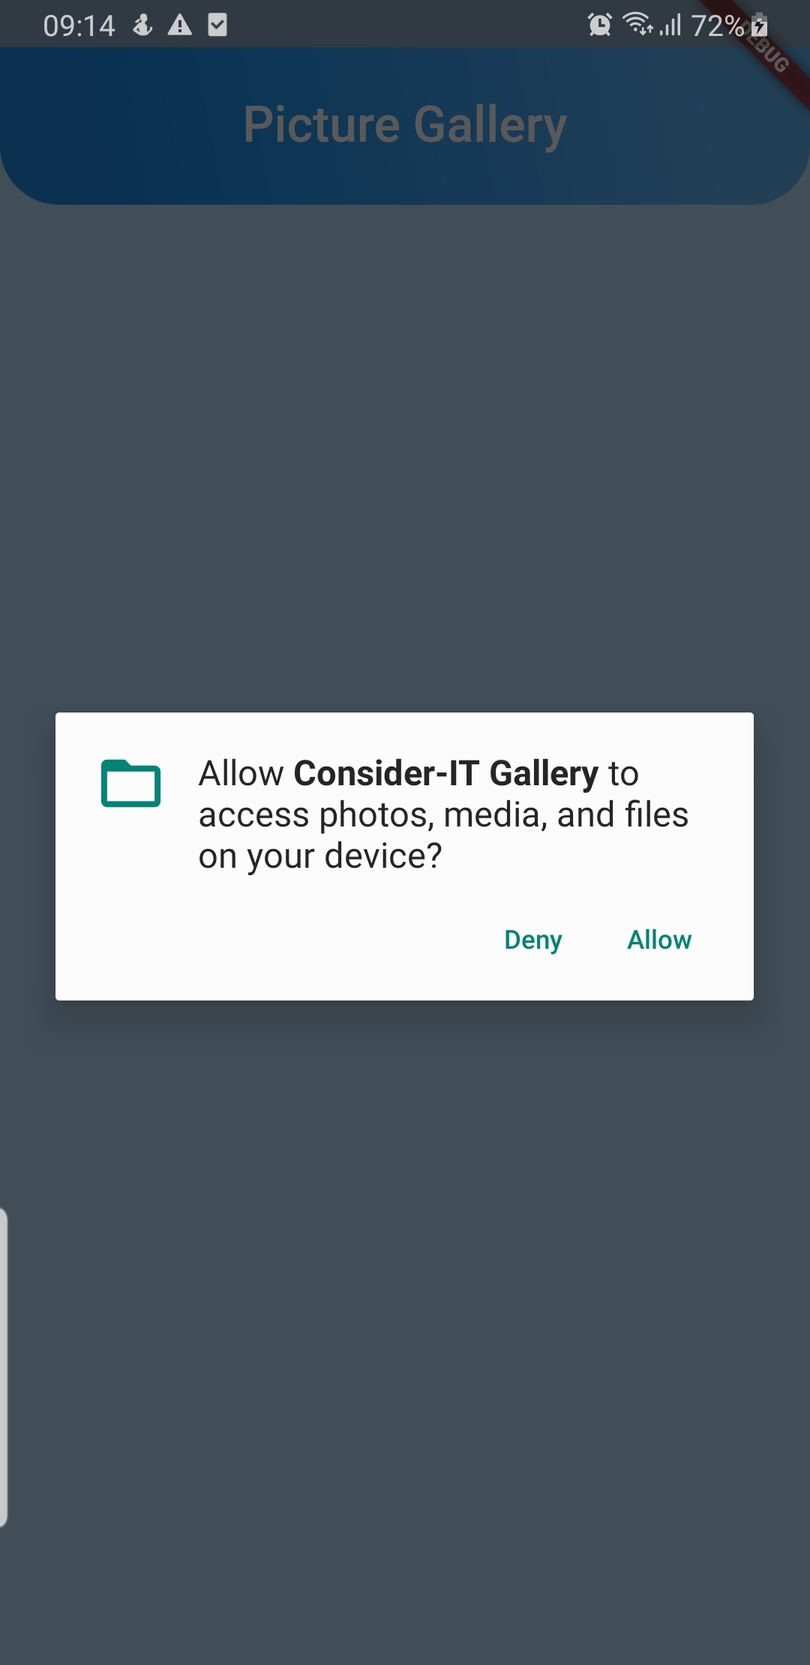 09:14
72%
DEBUG
Picture Gallery
Allow Consider-IT Gallery to
access photos, media, and files
on your device?
Deny Allow